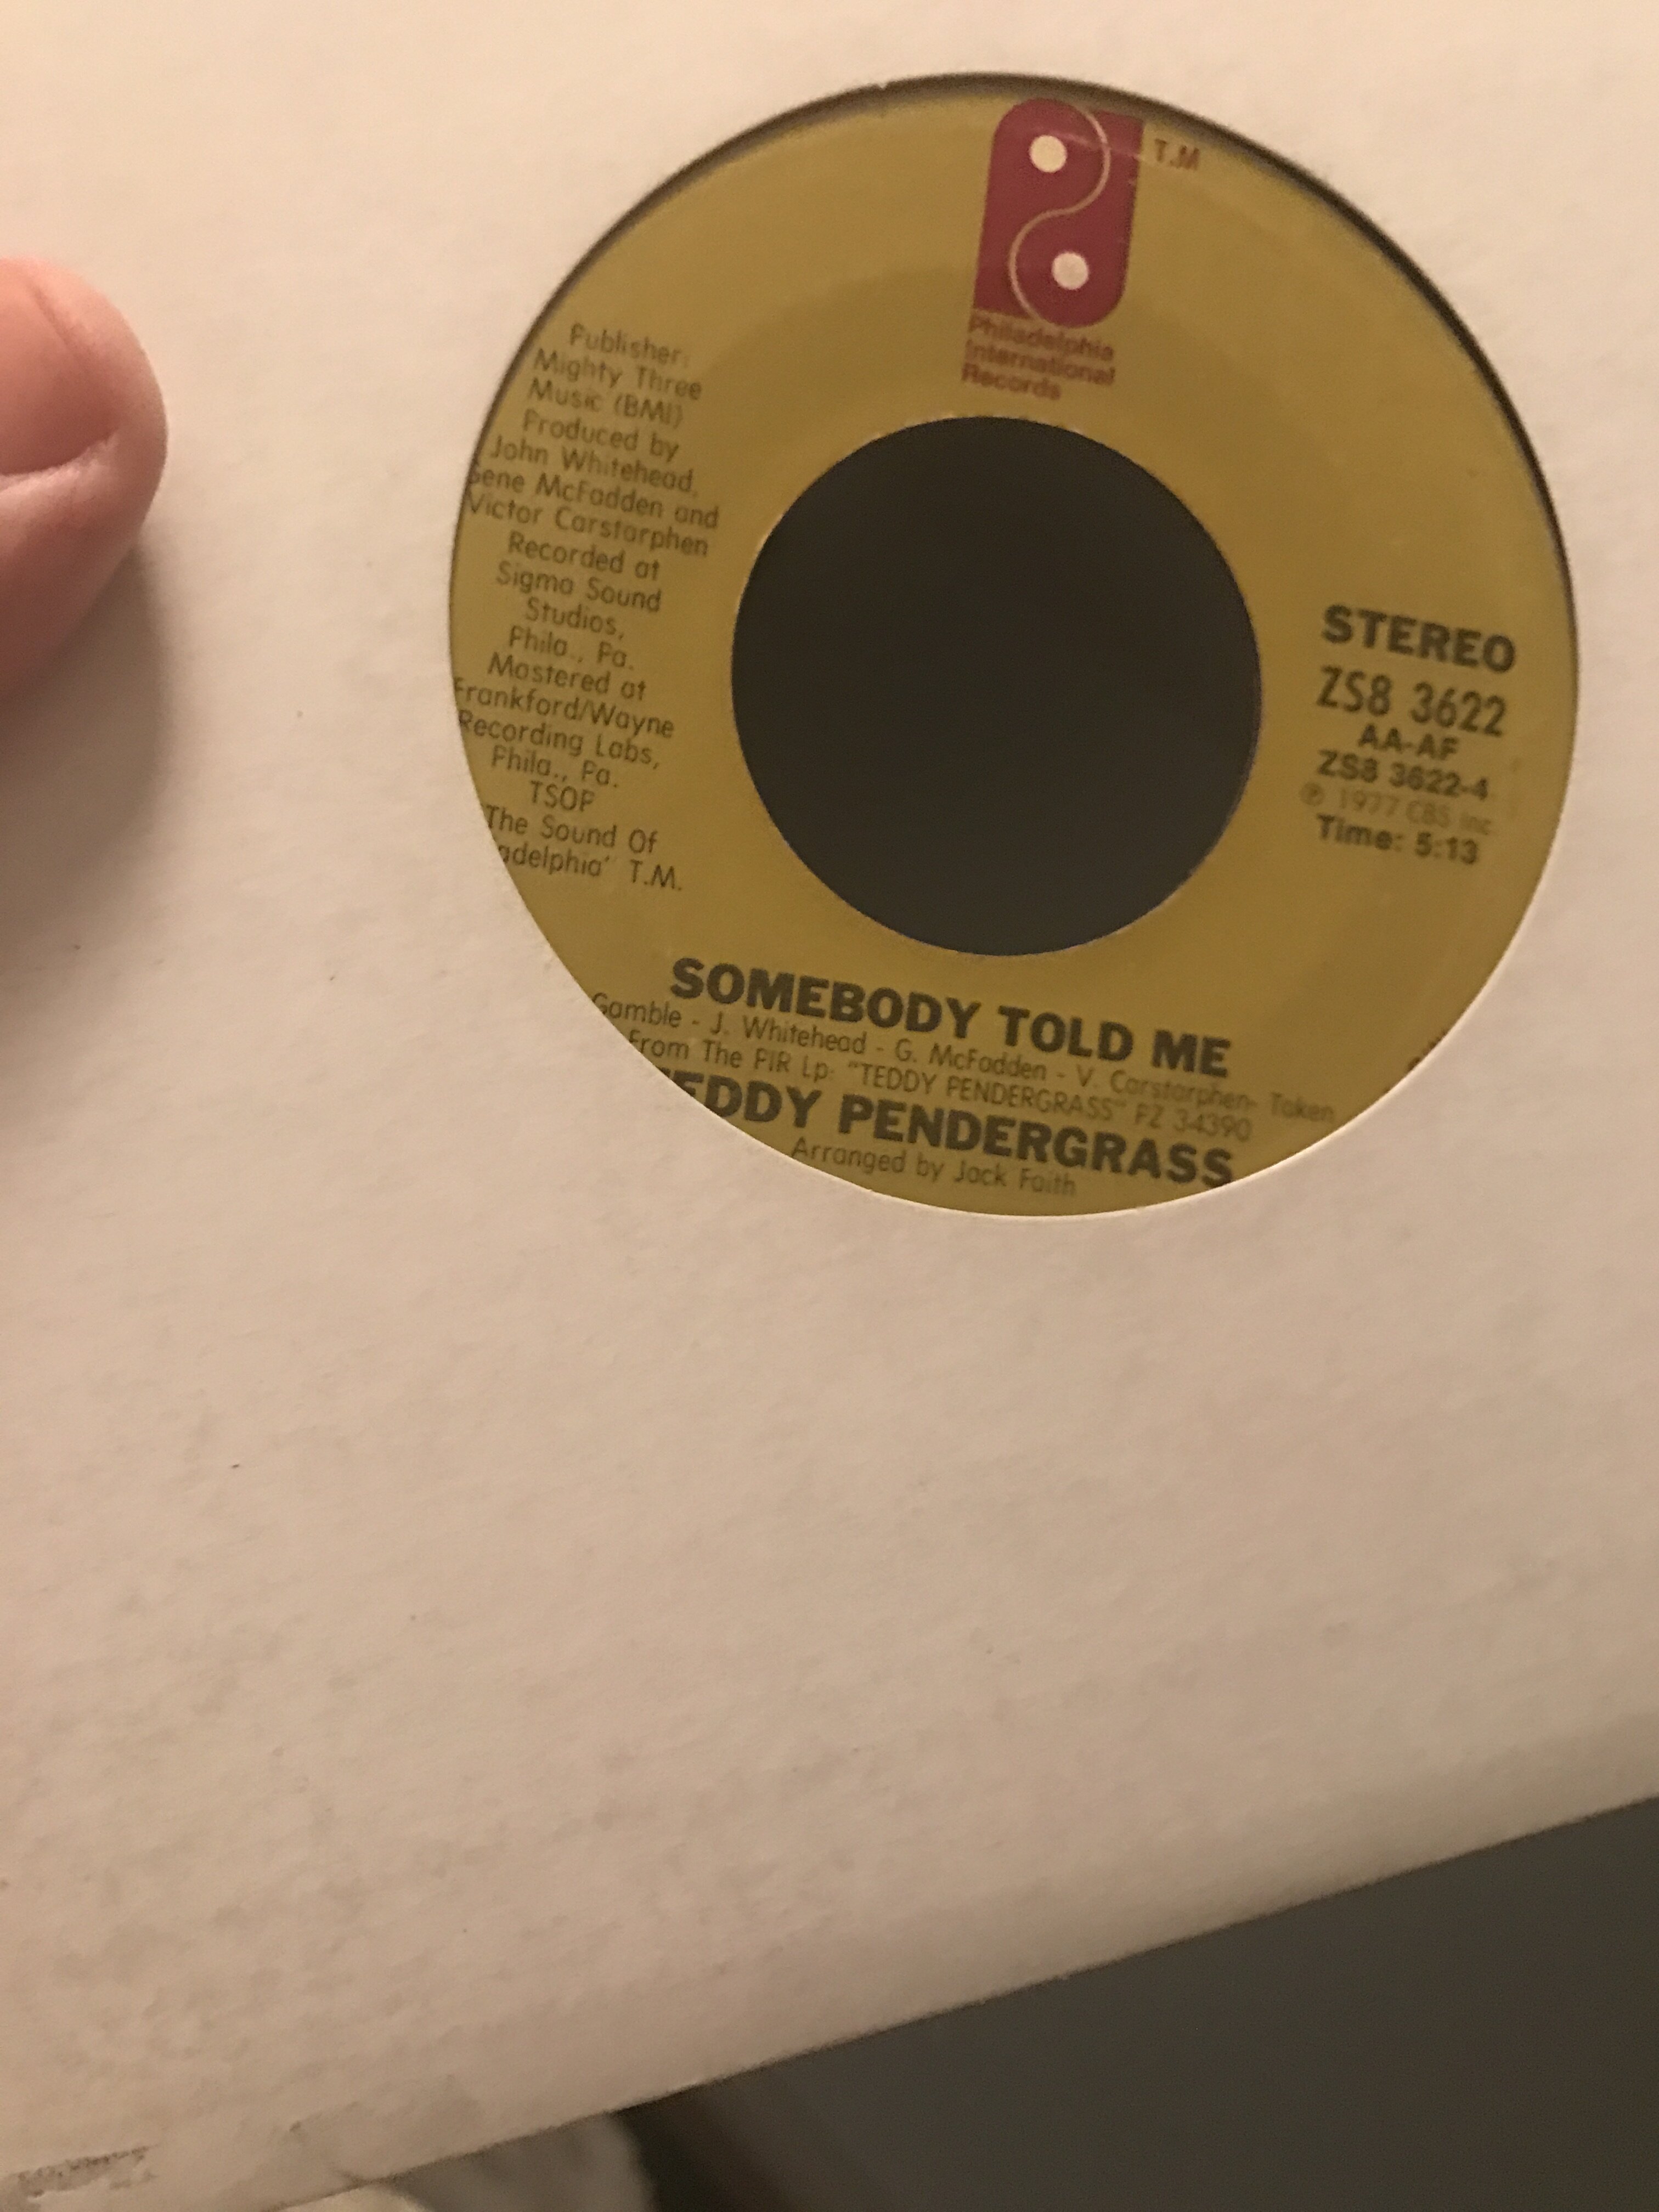 T.M
Philadelphia
International
Records
Publisher:
Mighty Three
Music (BMI)
Produced by
John Whitehead,
Gene McFadden and
Victor Carstarphen
Recorded at
Sigma Sound
Studios,
Phila., Pa.
Mastered at
Frankford/Wayne
Recording Labs,
Phila., Pa.
TSOP
The Sound Of
adelphia" T.M.
STEREO
ZS8 3622
AA-AF
ZS8 3622-4
℗ 1977 CBS Inc
Time: 5:13
SOMEBODY TOLD ME
Gamble - J. Whitehead - G. McFadden - V. Carstarphen- Taken
From The PIR Lp: "TEDDY PENDERGRASS" PZ 34390
TEDDY PENDERGRASS
Arranged by Jack Faith